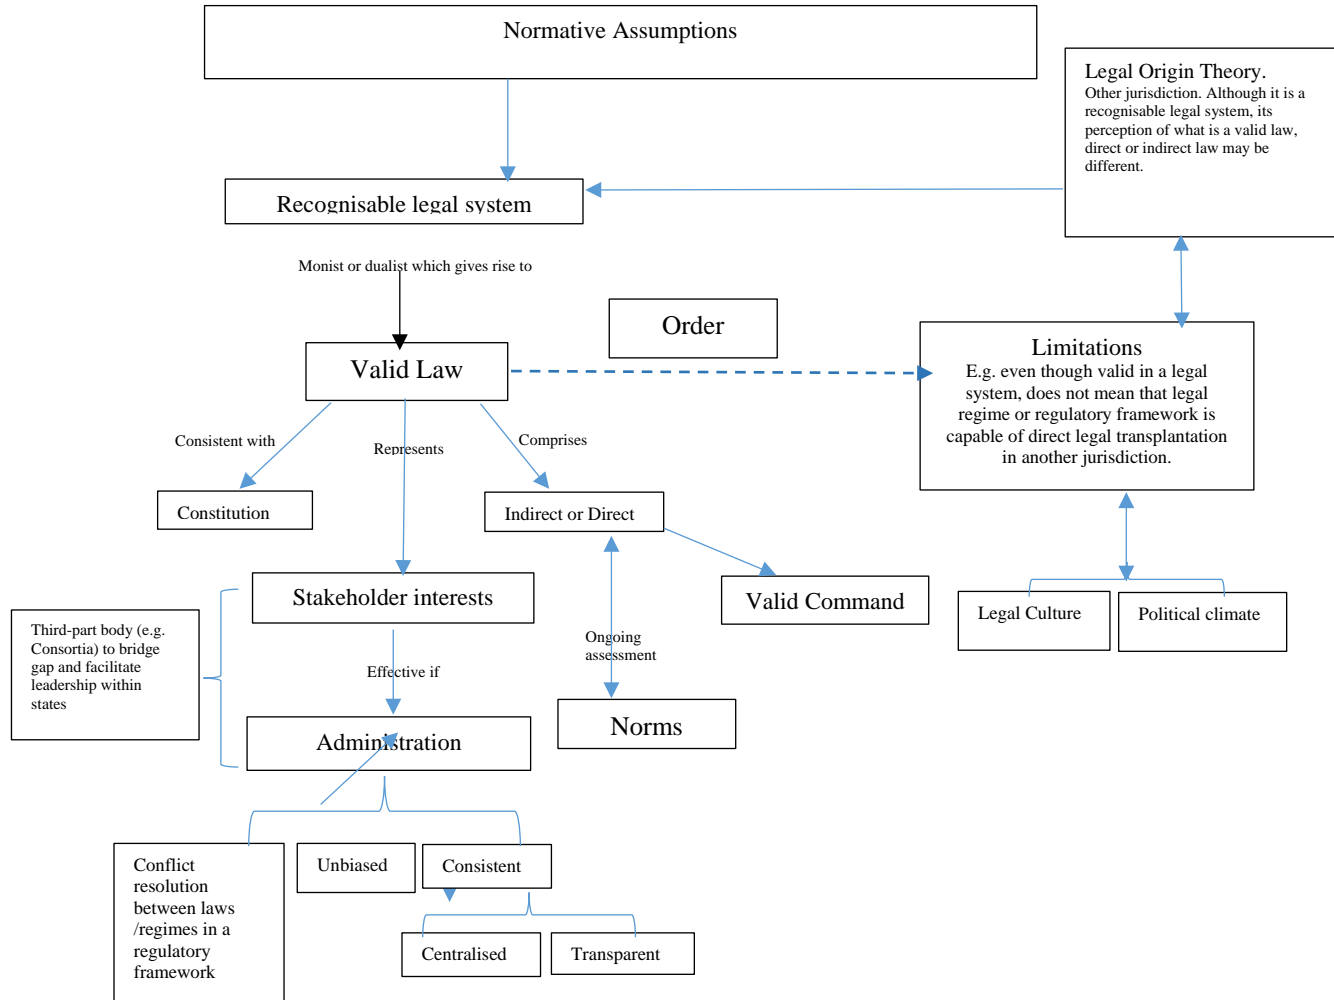 Normative Assumptions
Legal Origin Theory.
Other jurisdiction. Although it is a
recognisable legal system, its
perception of what is a valid law,
direct or indirect law may be
different.
Recognisable legal system
Monist or dualist which gives rise to
Order
Valid Law
Limitations
E.g. even though valid in a legal
system, does not mean that legal
regime or regulatory framework is
capable of direct legal transplantation
in another jurisdiction.
Consistent with
Represents
Comprises
Constitution
Indirect or Direct
Stakeholder interests
Valid Command
Legal Culture
Political climate
Third-part body (e.g.
Consortia) to bridge
gap and facilitate
leadership within
states
Ongoing
assessment
Effective if
Norms
Administration
Conflict
resolution
between laws
/regimes in a
regulatory
framework
Unbiased
Consistent
Centralised
Transparent